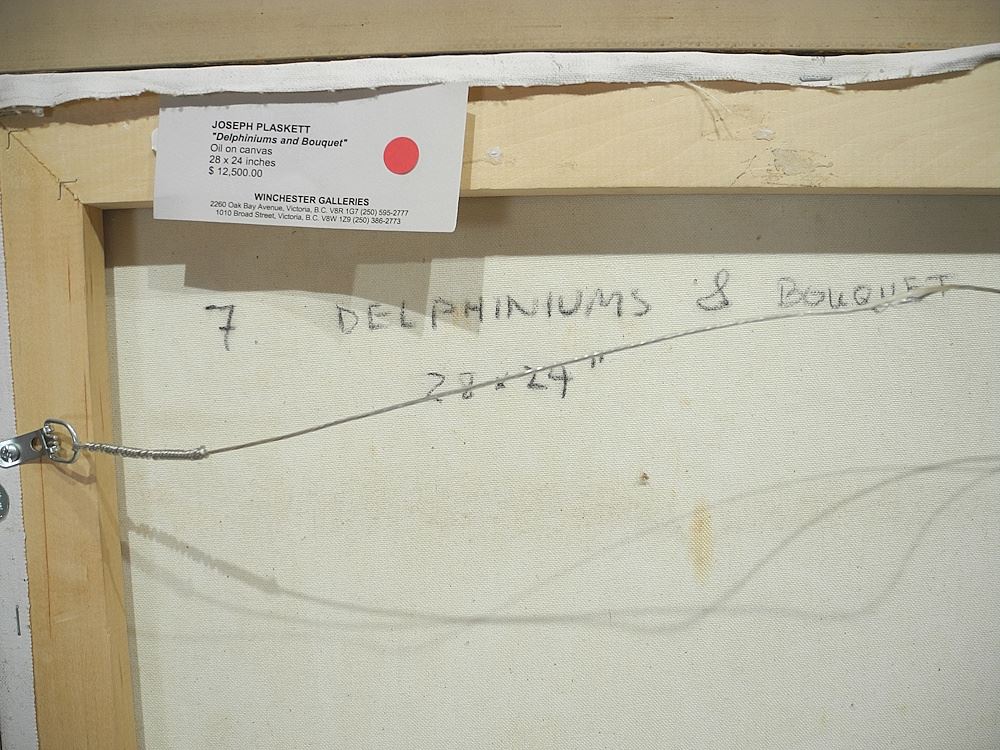 JOSEPH PLASKETT
"Delphiniums and Bouquet"
Oil on canvas
28 x 24 inches
$ 12,500.00
WINCHESTER GALLERIES
2260 Oak Bay Avenue, Victoria, B.C. V8R 1G7 (250) 595-2777
1010 Broad Street, Victoria, B.C. V8W 1Z9 (250) 386-2773
7. DELPHINIUMS & BOUQUET
28 x 24"